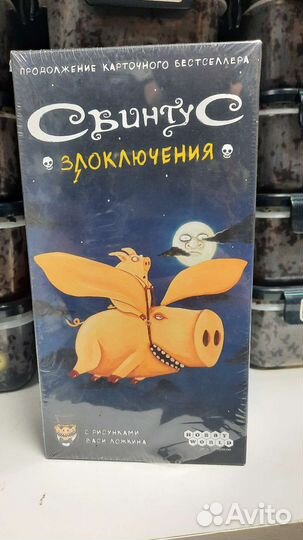 ПРОДОЛЖЕНИЕ КАРТОЧНОГО БЕСТСЕЛЛЕРА
СВИНТУС
ЗЛОКЛЮЧЕНИЯ
С РИСУНКАМИ
ВАСИ ЛОЖКИНА
HOBBY
WORLD
Avito